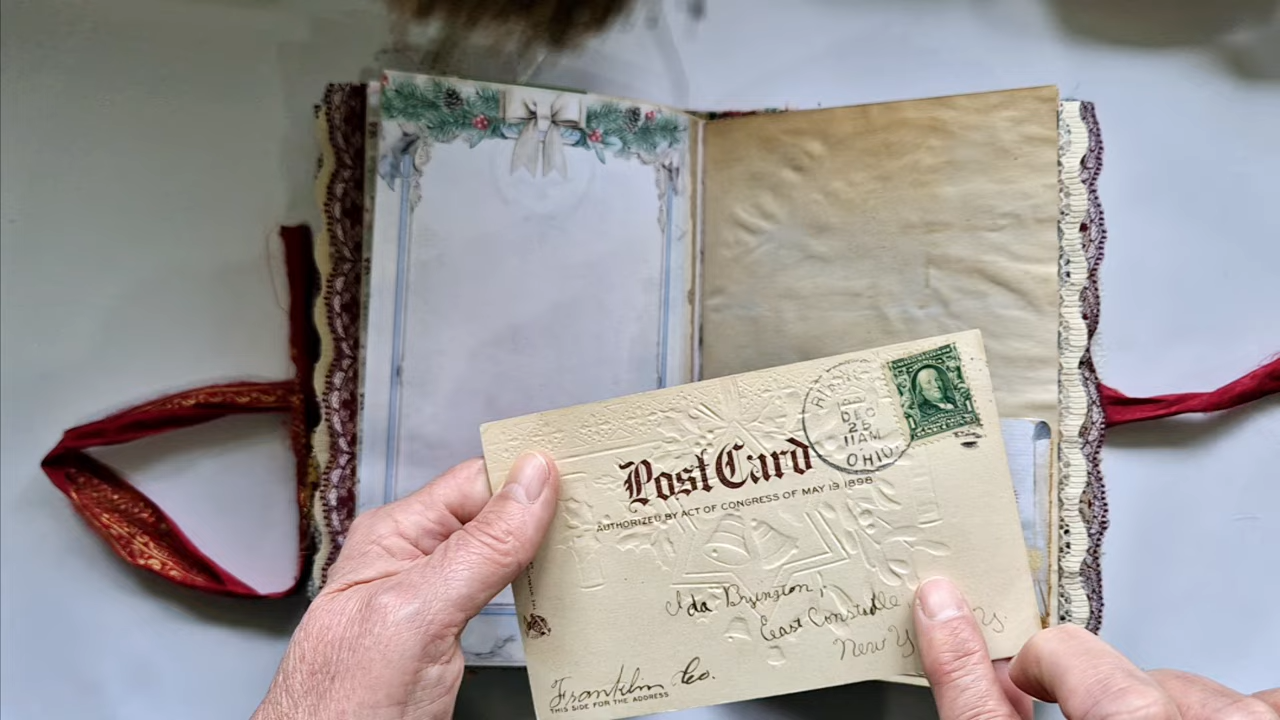 DEC
25
11AM
OHIO
Post Card
AUTHORIZED BY ACT OF CONGRESS OF MAY 19 1898
Ida Byington,
East Constable
New Y
Y.
Franklin Co.
THIS SIDE FOR THE ADDRESS